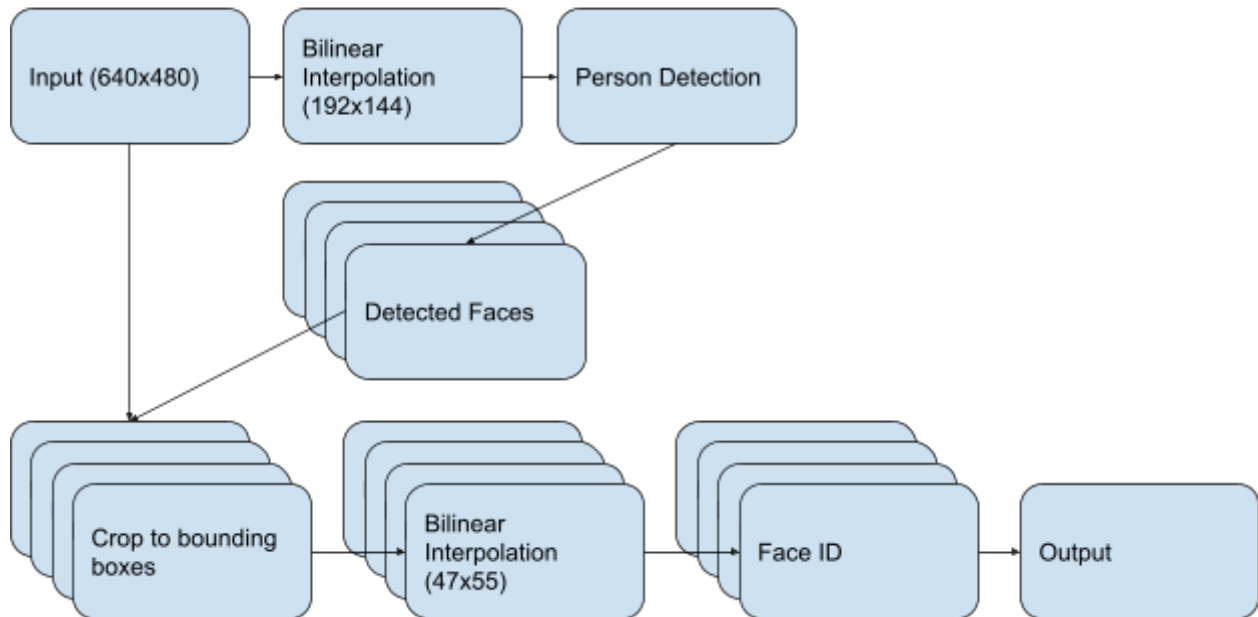 Input (640x480)
Bilinear
Interpolation
(192x144)
Person Detection
Detected Faces
Crop to bounding
boxes
Bilinear
Interpolation
(47x55)
Face ID
Output